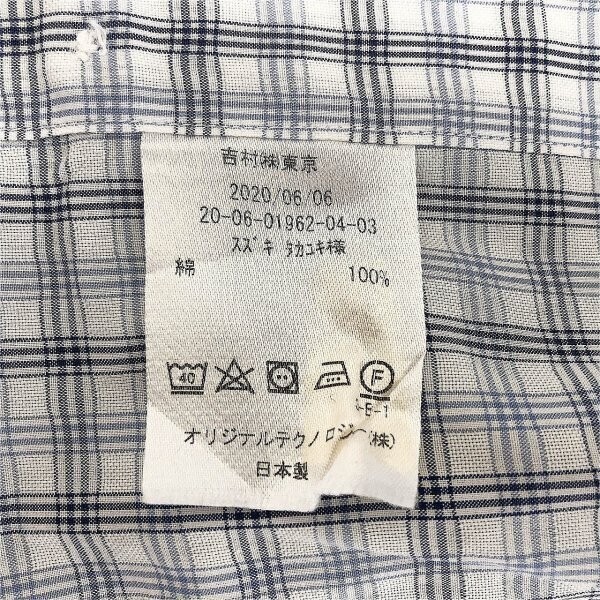 吉村(株)東京
2020/06/06
20-06-01962-04-03
ｽｽﾞｷ ﾀｶﾕｷ様
綿 100%
40 F
-E-1
オリジナルテクノロジー(株)
日本製